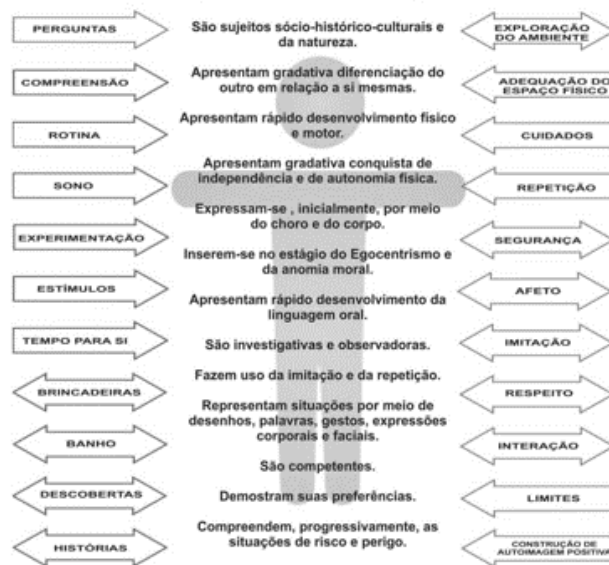 PERGUNTAS
COMPREENSÃO
ROTINA
SONO
EXPERIMENTAÇÃO
ESTÍMULOS
TEMPO PARA SI
BRINCADEIRAS
BANHO
DESCOBERTAS
HISTÓRIAS
São sujeitos sócio-histórico-culturais e
da natureza.
Apresentam gradativa diferenciação do
outro em relação a si mesmas.
Apresentam rápido desenvolvimento físico
e motor.
Apresentam gradativa conquista de
independência e de autonomia física.
Expressam-se , inicialmente, por meio
do choro e do corpo.
Inserem-se no estágio do Egocentrismo e
da anomia moral.
Apresentam rápido desenvolvimento da
linguagem oral.
São investigativas e observadoras.
Fazem uso da imitação e da repetição.
Representam situações por meio de
desenhos, palavras, gestos, expressões
corporais e faciais.
São competentes.
Demostram suas preferências.
Compreendem, progressivamente, as
situações de risco e perigo.
EXPLORAÇÃO
DO AMBIENTE
ADEQUAÇÃO DO
ESPAÇO FÍSICO
CUIDADOS
REPETIÇÃO
SEGURANÇA
AFETO
IMITAÇÃO
RESPEITO
INTERAÇÃO
LIMITES
CONSTRUÇÃO DE
AUTOIMAGEM POSITIVA